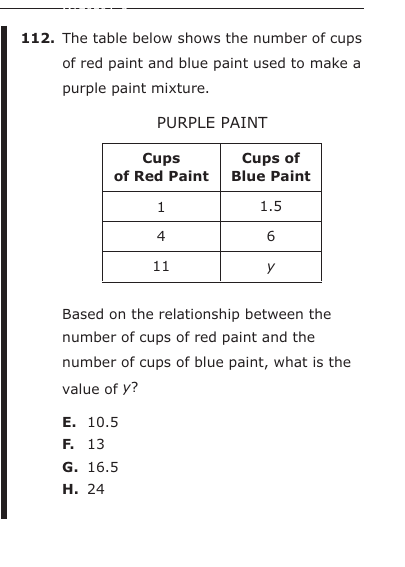 112. The table below shows the number of cups
of red paint and blue paint used to make a
purple paint mixture.
PURPLE PAINT
Cups
of Red Paint
Cups of
Blue Paint
1 1.5
4 6
11 y
Based on the relationship between the
number of cups of red paint and the
number of cups of blue paint, what is the
value of y?
E. 10.5
F. 13
G. 16.5
H. 24